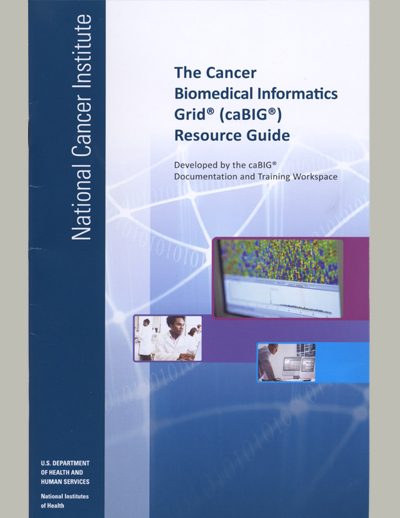 National Cancer Institute
The Cancer
Biomedical Informatics
Grid® (caBIG®)
Resource Guide
Developed by the caBIG®
Documentation and Training Workspace
U.S. DEPARTMENT
OF HEALTH AND
HUMAN SERVICES
National Institutes
of Health